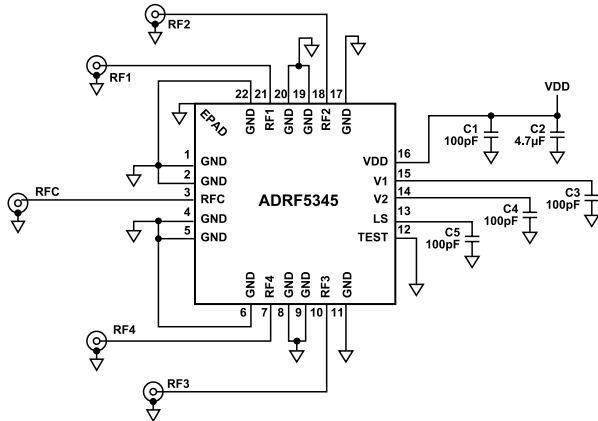 RF2
RF1
22 21 20 19 18 17
GND RF1 GND GND RF2 GND
EPAD
VDD
C1
100pF
C2
4.7µF
1 GND
2 GND
3 RFC
4 GND
5 GND
RFC
ADRF5345
VDD 16
V1 15
V2 14
LS 13
TEST 12
C3
100pF
C4
100pF
C5
100pF
GND RF4 GND GND RF3 GND
6 7 8 9 10 11
RF4
RF3